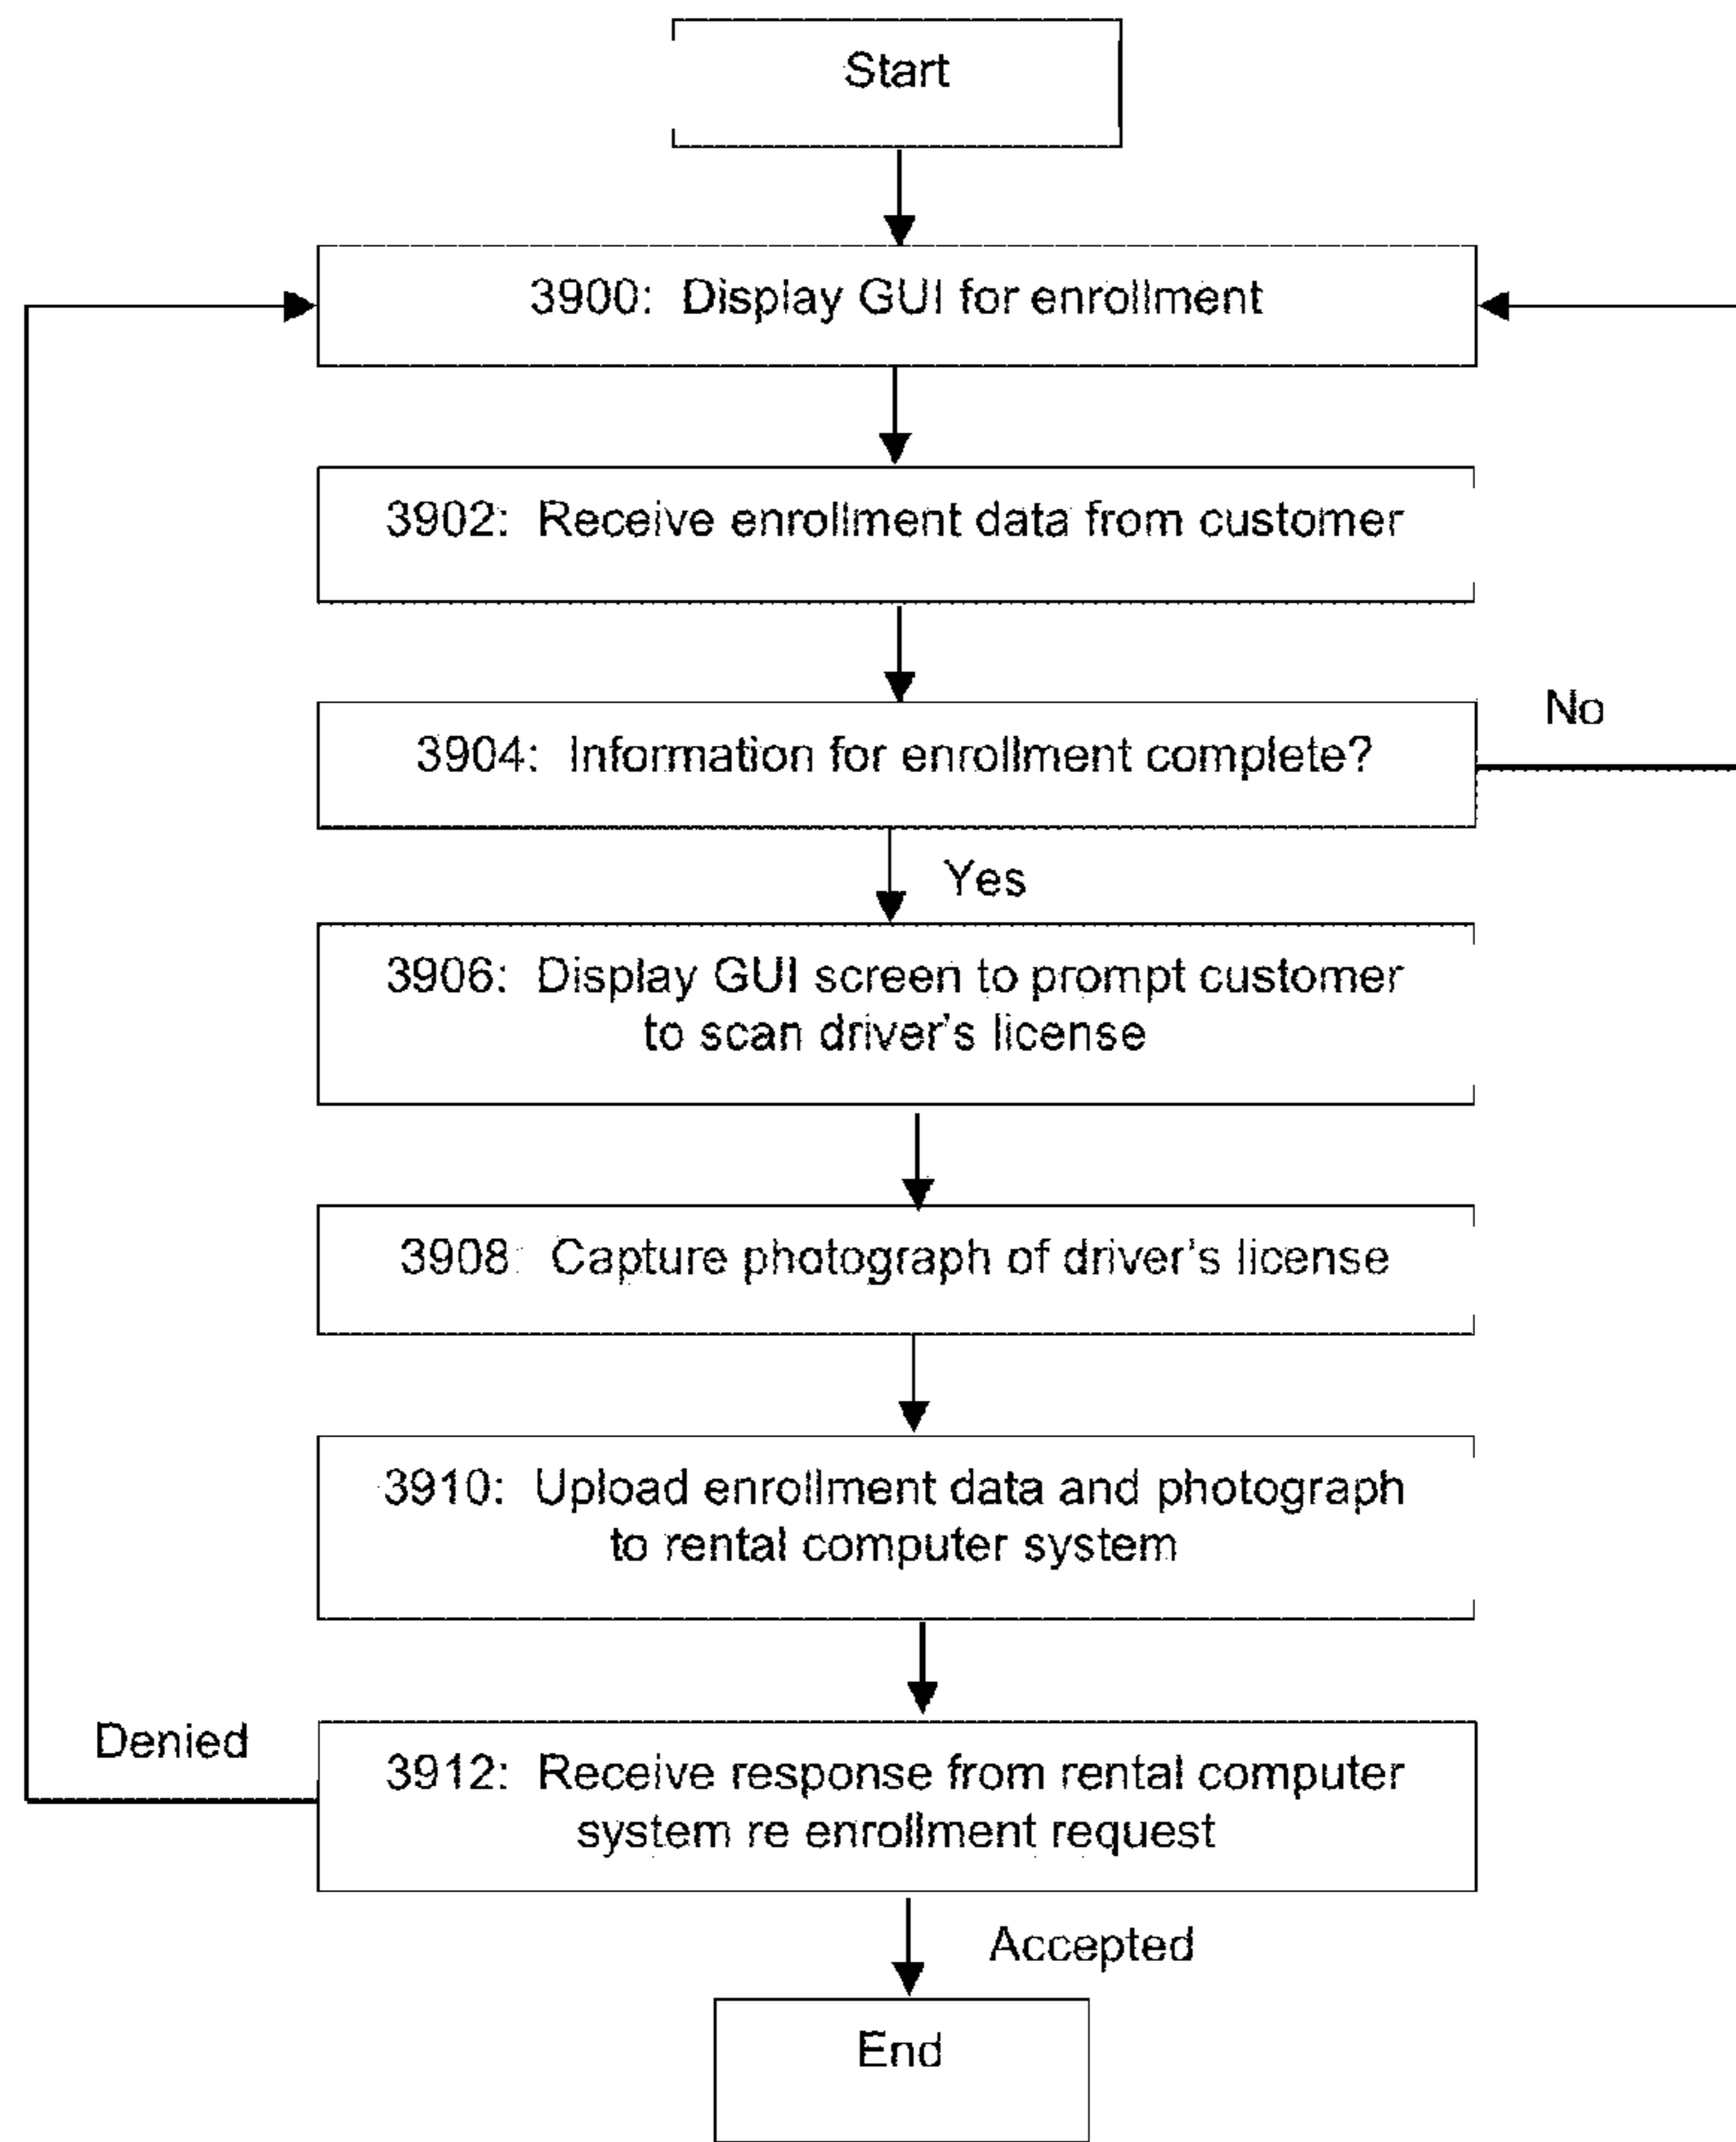 Start
3900: Display GUI for enrollment
3902: Receive enrollment data from customer
3904: Information for enrollment complete?
No
Yes
3906: Display GUI screen to prompt customer
to scan driver's license
3908: Capture photograph of driver's license
3910: Upload enrollment data and photograph
to rental computer system
Denied
3912: Receive response from rental computer
system re enrollment request
Accepted
End